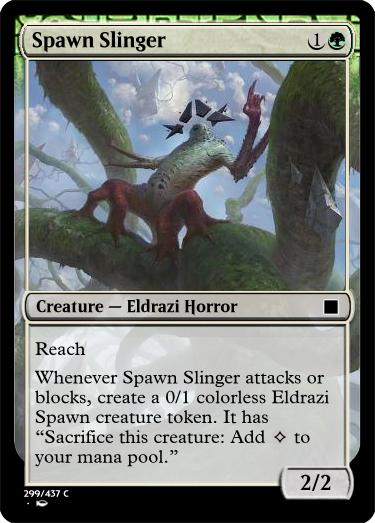 Spawn Slinger 1
Creature — Eldrazi Horror
Reach
Whenever Spawn Slinger attacks or
blocks, create a 0/1 colorless Eldrazi
Spawn creature token. It has
“Sacrifice this creature: Add to
your mana pool.”
2/2
299/437 C